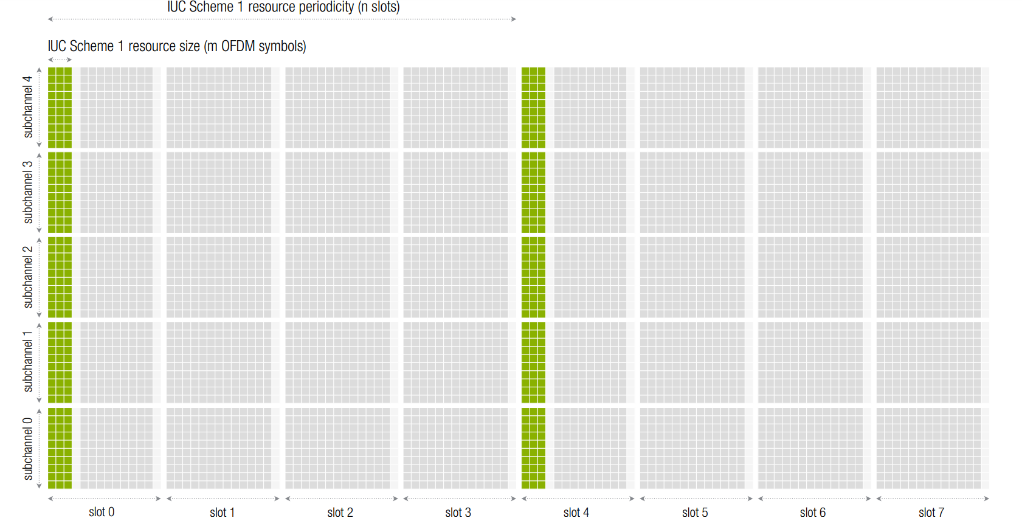 IUC Scheme 1 resource periodicity (n slots)
IUC Scheme 1 resource size (m OFDM symbols)
subchannel 4
subchannel 3
subchannel 2
subchannel 1
subchannel 0
slot 0
slot 1
slot 2
slot 3
slot 4
slot 5
slot 6
slot 7